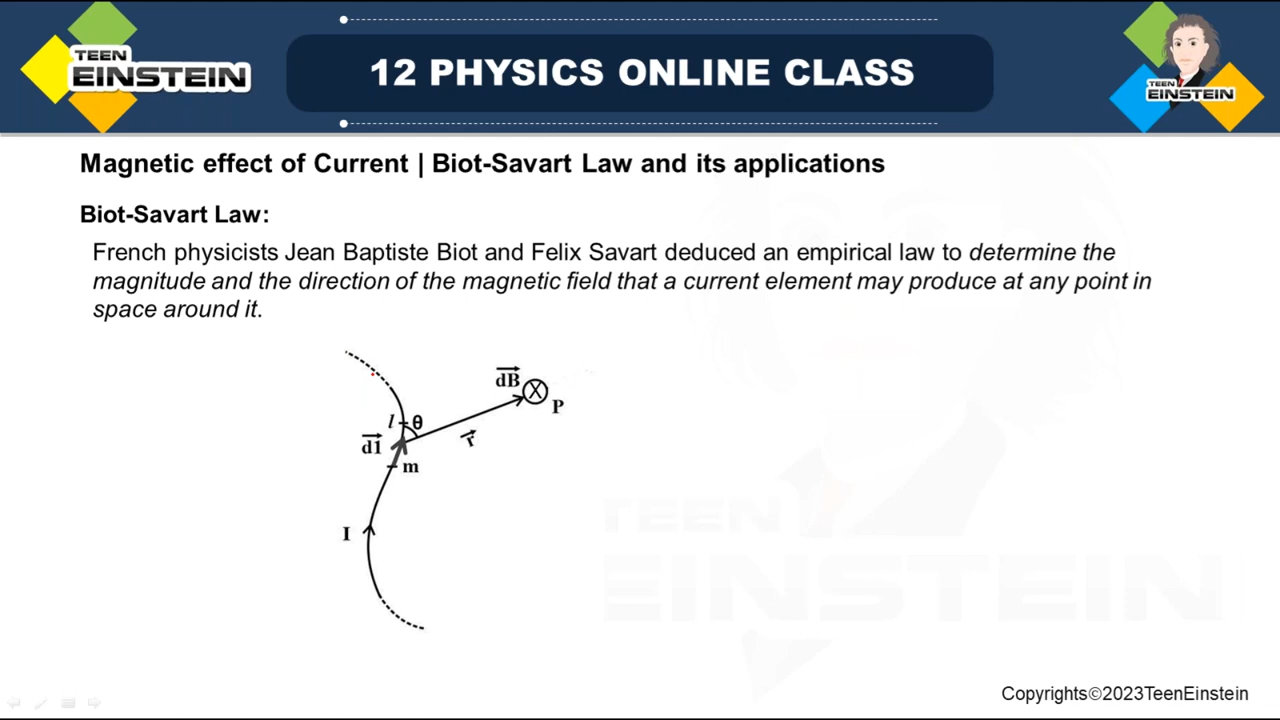 TEEN
EINSTEIN
12 PHYSICS ONLINE CLASS
TEEN
EINSTEIN
Magnetic effect of Current | Biot-Savart Law and its applications
Biot-Savart Law:
French physicists Jean Baptiste Biot and Felix Savart deduced an empirical law to determine the
magnitude and the direction of the magnetic field that a current element may produce at any point in
space around it.
dB
P
l θ
dl
r
m
I
TEEN
EINSTEIN
Copyrights©2023TeenEinstein